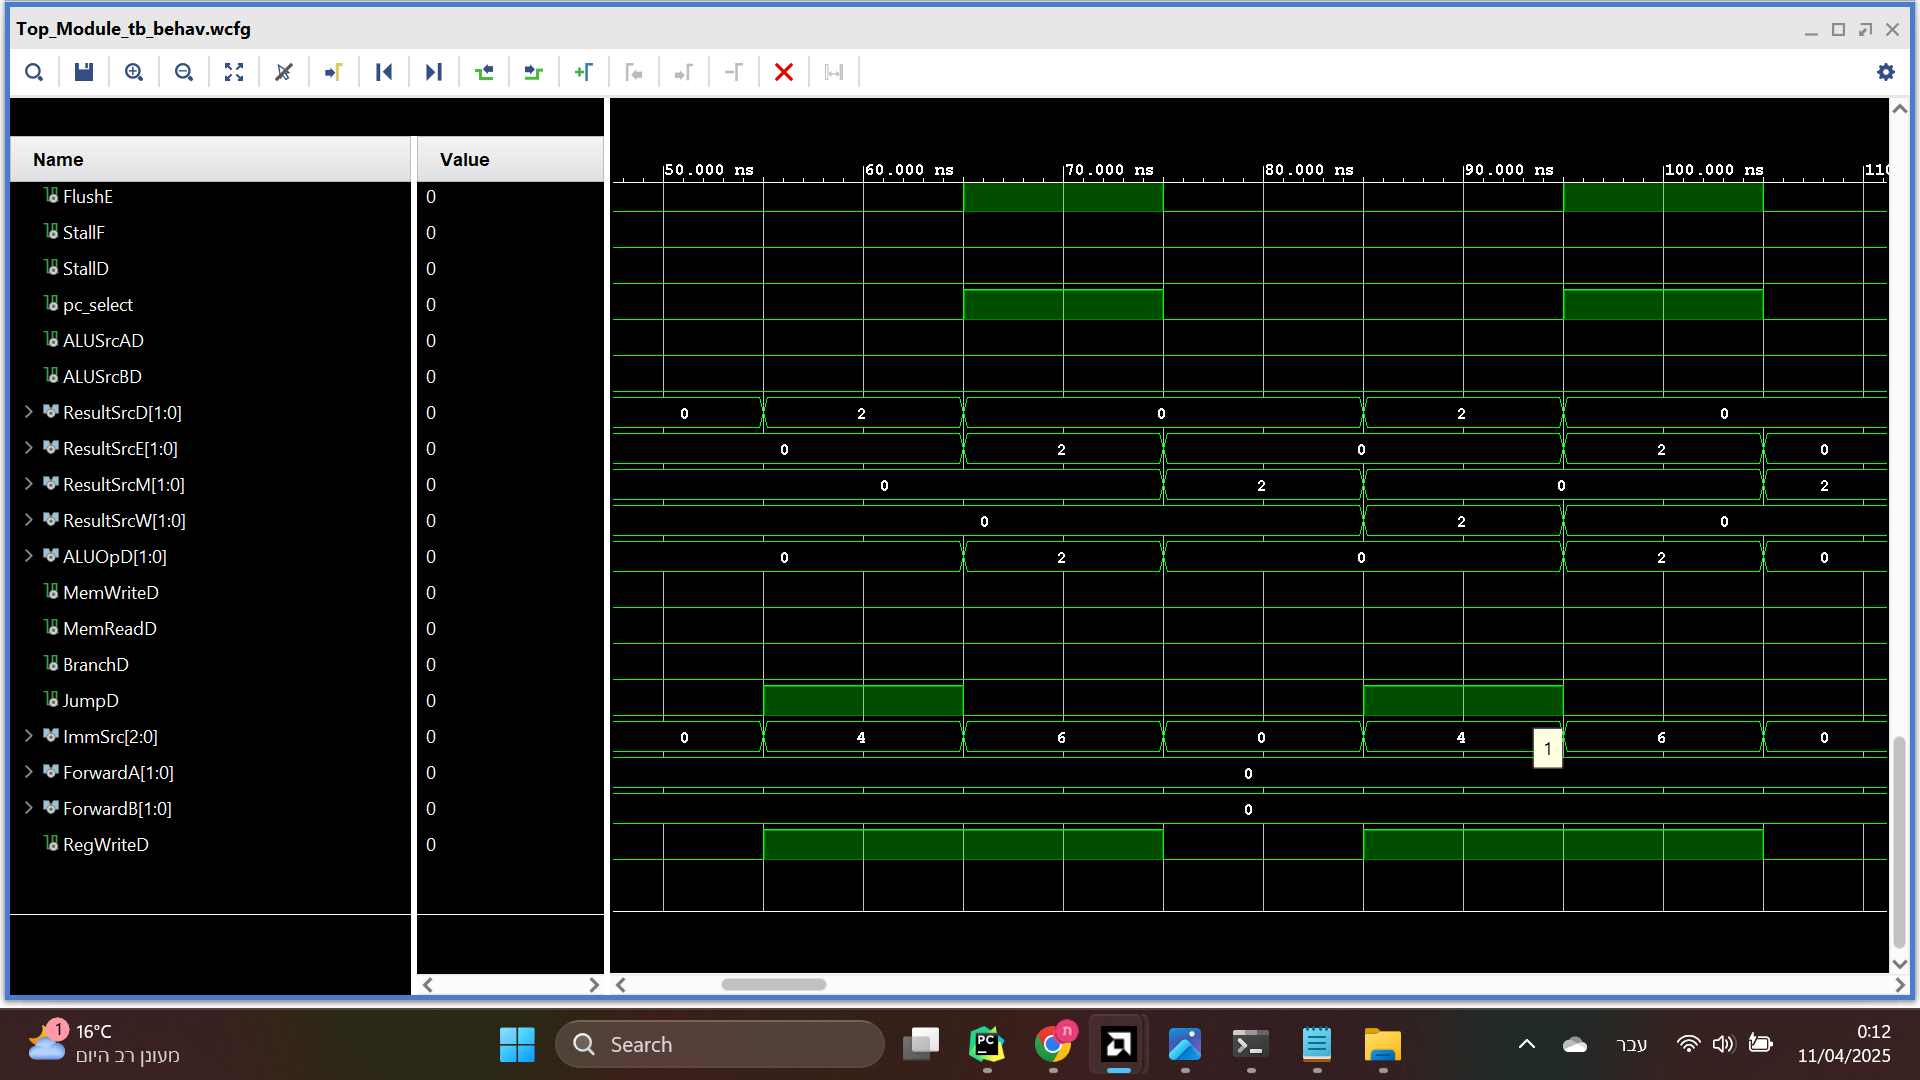 Top_Module_tb_behav.wcfg
Name Value
50.000 ns 60.000 ns 70.000 ns 80.000 ns 90.000 ns 100.000 ns 110
FlushE 0
StallF 0
StallD 0
pc_select 0
ALUSrcAD 0
ALUSrcBD 0
ResultSrcD[1:0] 0 0 2 0 2 0
ResultSrcE[1:0] 0 0 2 0 2 0
ResultSrcM[1:0] 0 0 2 0 2
ResultSrcW[1:0] 0 0 2 0
ALUOpD[1:0] 0 0 2 0 2 0
MemWriteD 0
MemReadD 0
BranchD 0
JumpD 0
ImmSrc[2:0] 0 0 4 6 0 4 6 0
1
ForwardA[1:0] 0 0
ForwardB[1:0] 0 0
RegWriteD 0
1
16°C
מעונן רב היום
Search
PC
ת
עבר
0:12
11/04/2025